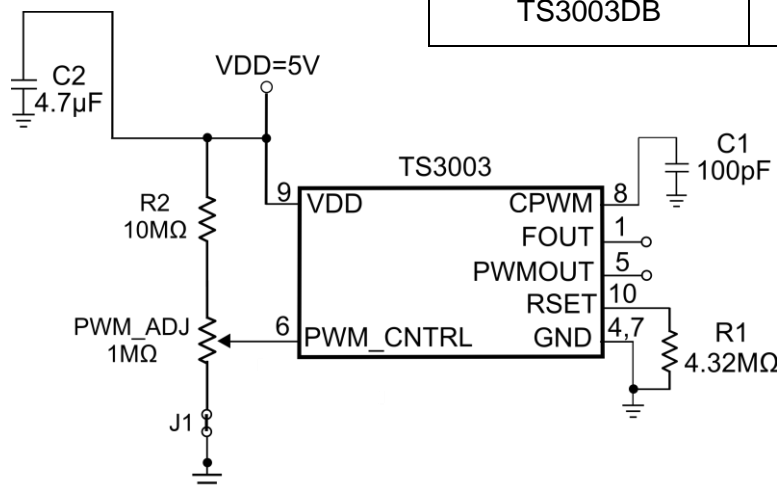 TS3003DB
VDD=5V
C2
4.7µF
TS3003
C1
100pF
R2
10MΩ
9
VDD
CPWM
8
FOUT
1
PWMOUT
5
RSET
10
PWM_ADJ
1MΩ
6
PWM_CNTRL
GND
4,7
R1
4.32MΩ
J1